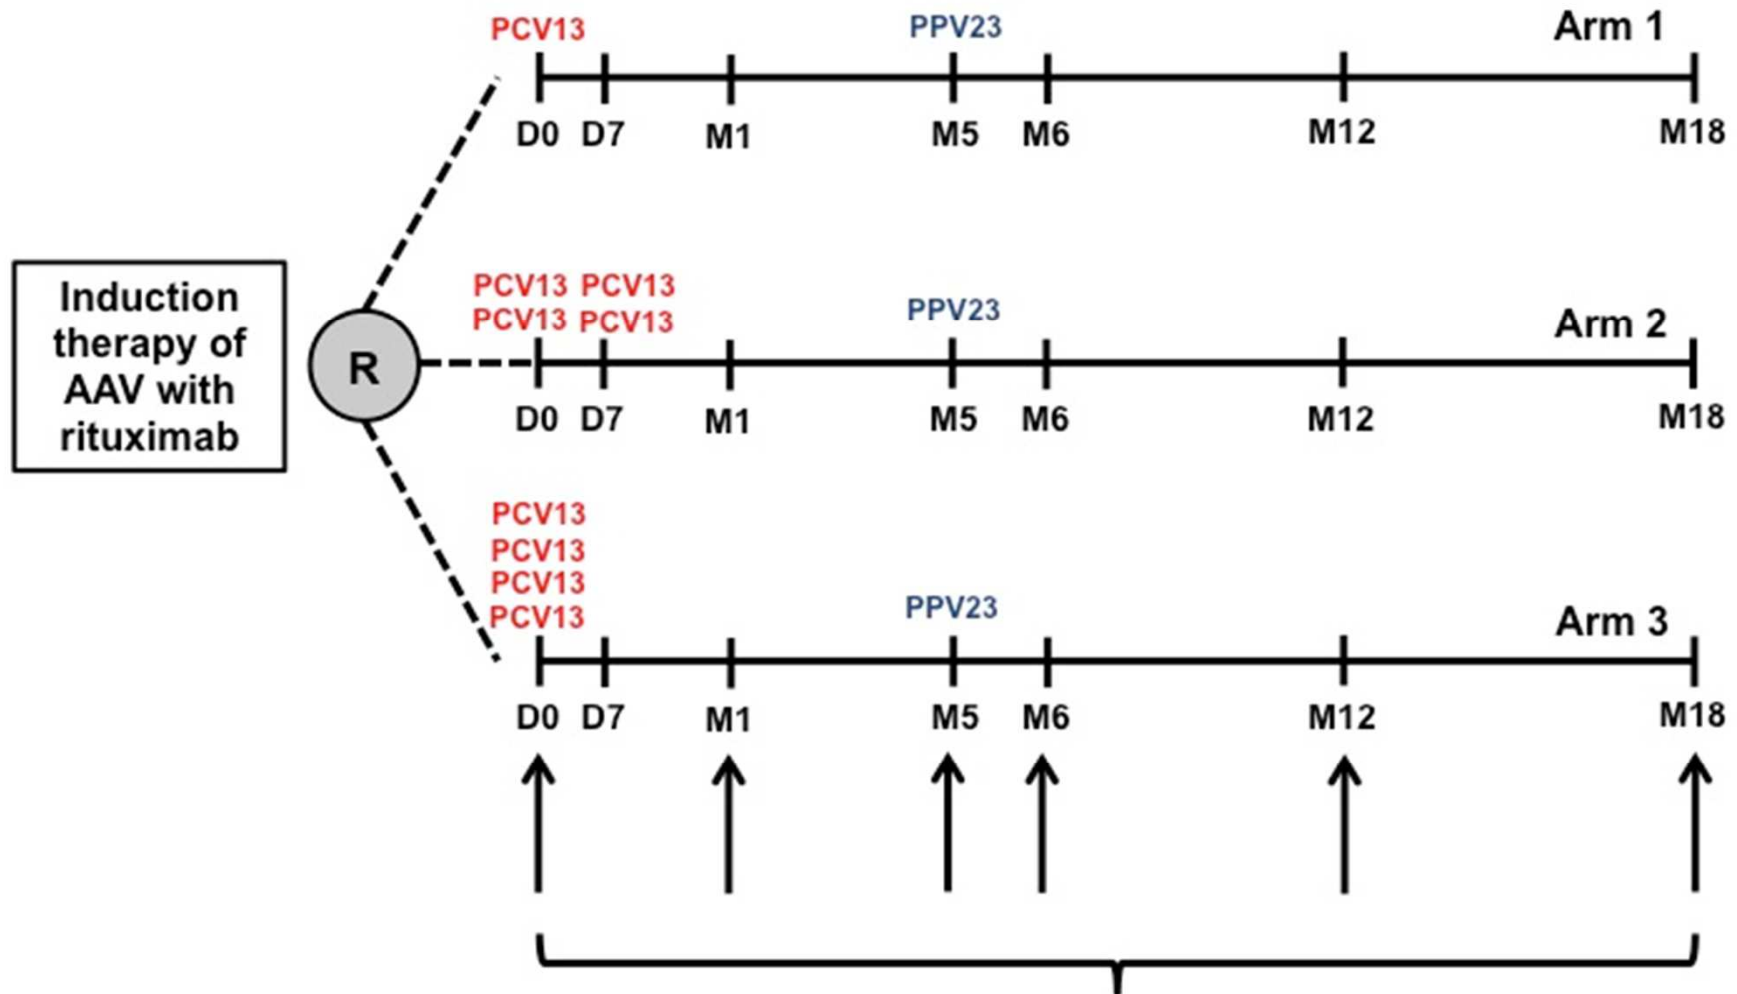 PCV13 PPV23 Arm 1
D0 D7 M1 M5 M6 M12 M18
Induction
therapy of
AAV with
rituximab
R
PCV13 PCV13
PCV13 PCV13 PPV23 Arm 2
D0 D7 M1 M5 M6 M12 M18
PCV13
PCV13
PCV13
PCV13 PPV23 Arm 3
D0 D7 M1 M5 M6 M12 M18